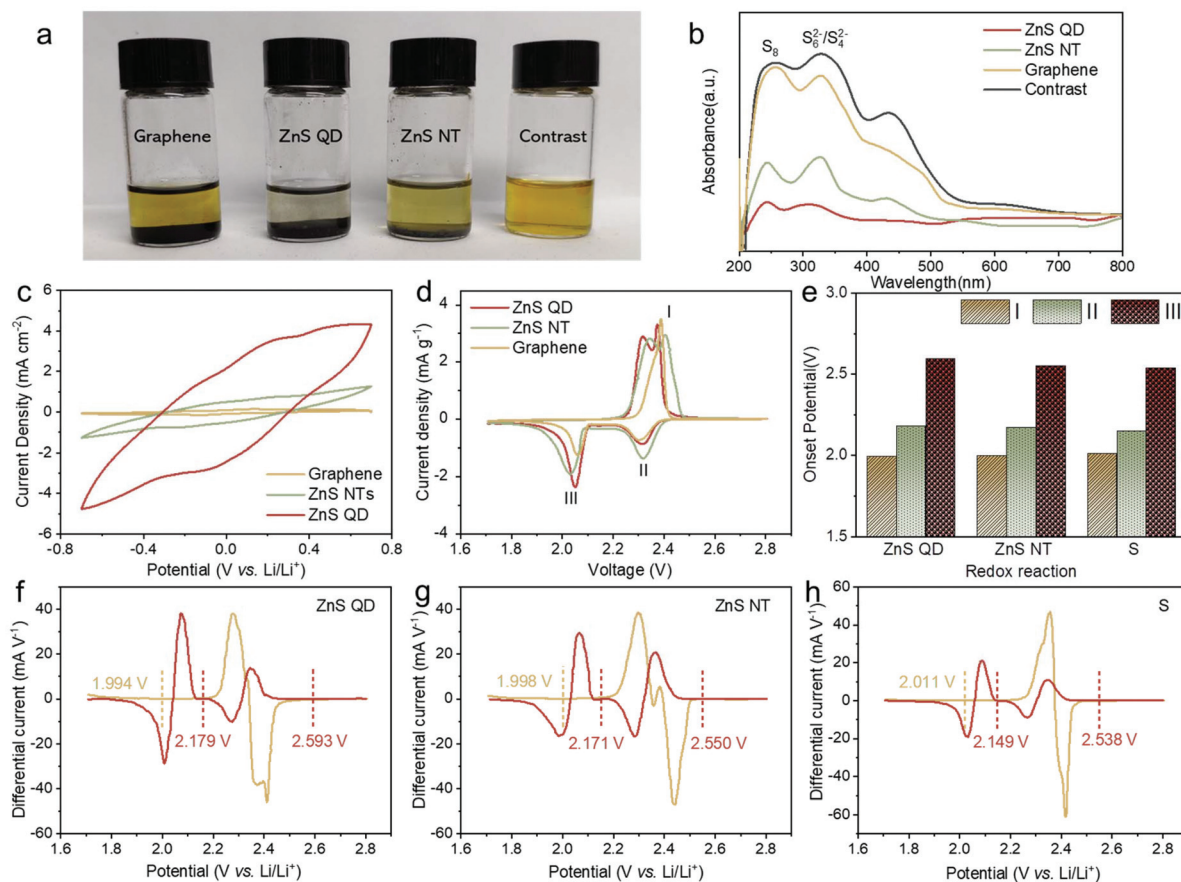 a
Graphene
ZnS QD
ZnS NT
Contrast
b
S₈
S₆²⁻/S₄²⁻
ZnS QD
ZnS NT
Graphene
Contrast
Absorbance(a.u.)
200 300 400 500 600 700 800
Wavelength(nm)
c
Current Density (mA cm⁻²)
6
4
2
0
-2
-4
-6
Graphene
ZnS NTs
ZnS QD
-0.8 -0.4 0.0 0.4 0.8
Potential (V vs. Li/Li⁺)
d
Current density (mA g⁻¹)
4
2
0
-2
-4
ZnS QD
ZnS NT
Graphene
I
II
III
1.6 1.8 2.0 2.2 2.4 2.6 2.8
Voltage (V)
e
Onset Potential(V)
3.0
2.5
2.0
1.5
I II III
ZnS QD ZnS NT S
Redox reaction
f
ZnS QD
Differential current (mA V⁻¹)
40
20
0
-20
-40
-60
1.994 V
2.179 V
2.593 V
1.6 1.8 2.0 2.2 2.4 2.6 2.8
Potential (V vs. Li/Li⁺)
g
ZnS NT
Differential current (mA V⁻¹)
40
20
0
-20
-40
-60
1.998 V
2.171 V
2.550 V
1.6 1.8 2.0 2.2 2.4 2.6 2.8
Potential (V vs. Li/Li⁺)
h
S
Differential current (mA V⁻¹)
60
40
20
0
-20
-40
-60
-80
2.011 V
2.149 V
2.538 V
1.6 1.8 2.0 2.2 2.4 2.6 2.8
Potential (V vs. Li/Li⁺)